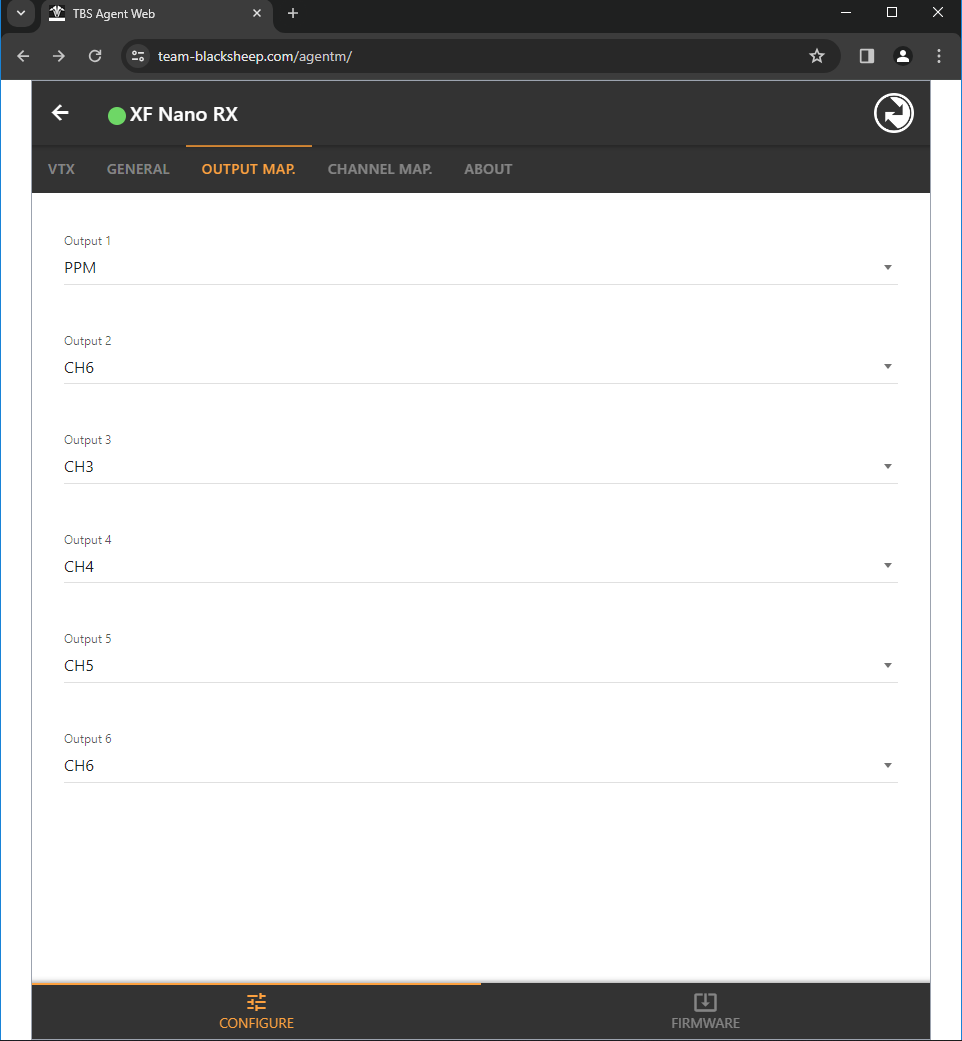 TBS Agent Web
team-blacksheep.com/agentm/
XF Nano RX
VTX GENERAL OUTPUT MAP. CHANNEL MAP. ABOUT
Output 1
PPM
Output 2
CH6
Output 3
CH3
Output 4
CH4
Output 5
CH5
Output 6
CH6
CONFIGURE FIRMWARE